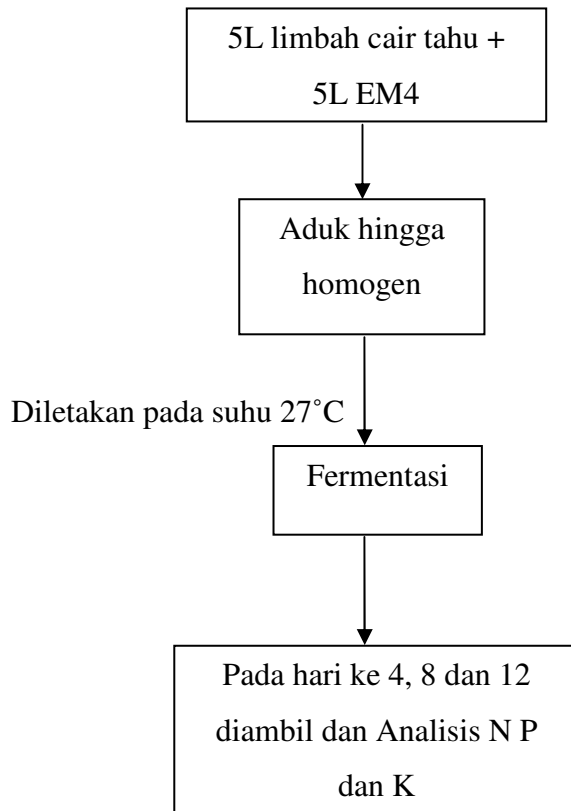 5L limbah cair tahu +
5L EM4
Aduk hingga
homogen
Diletakan pada suhu 27˚C
Fermentasi
Pada hari ke 4, 8 dan 12
diambil dan Analisis N P
dan K